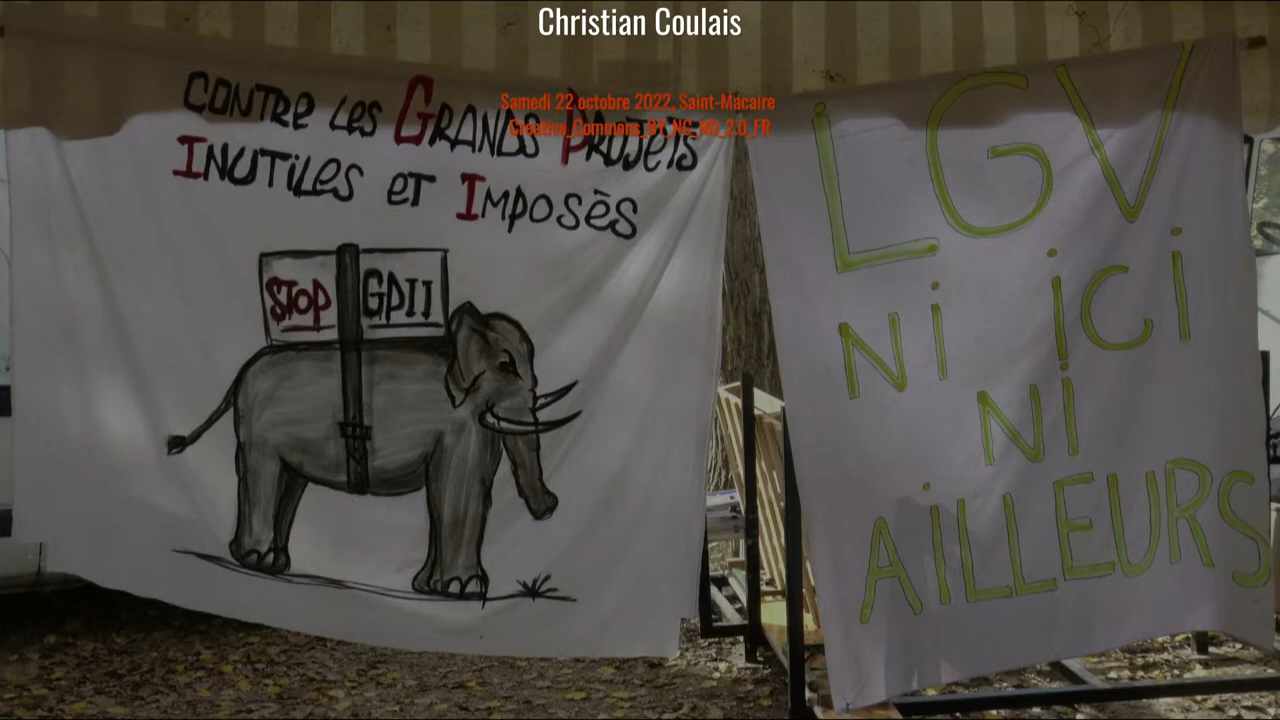 Christian Coulais
Samedi 22 octobre 2022, Saint-Macaire
Creative_Commons_BY_NC_ND_2.0_FR
CONTRE LES GRANDS PROJETS
INUTILES ET IMPOSÈS
STOP GPII
LGV
Ni iCi
Ni
AiLLEURS